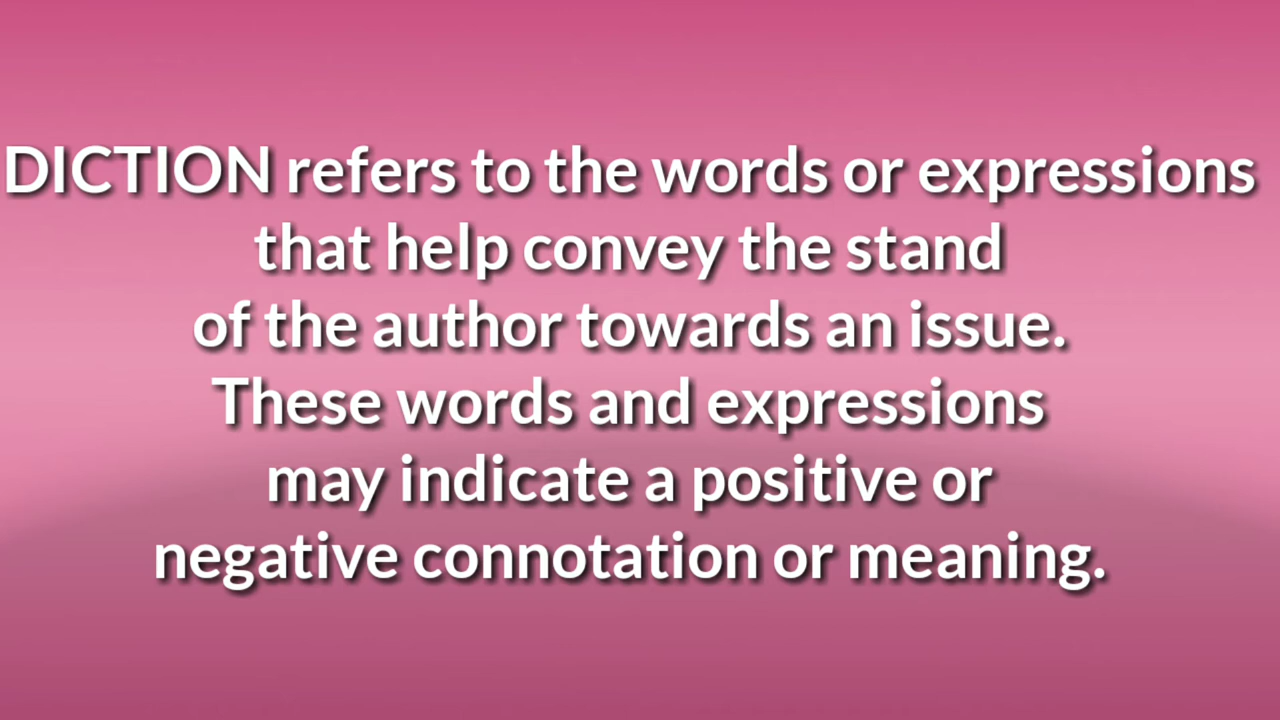 DICTION refers to the words or expressions
that help convey the stand
of the author towards an issue.
These words and expressions
may indicate a positive or
negative connotation or meaning.